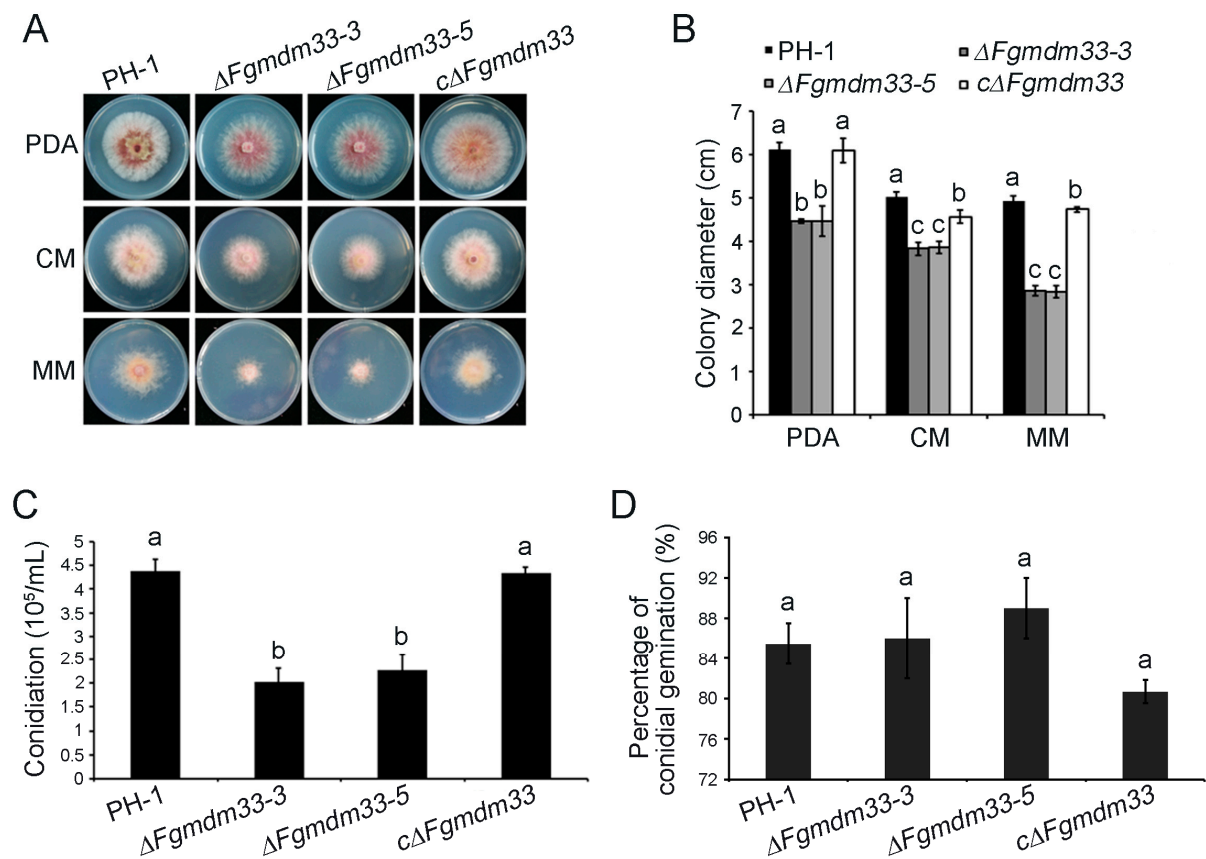 A
PH-1 ΔFgmdm33-3 ΔFgmdm33-5 cΔFgmdm33
PDA
CM
MM
B
PH-1 ΔFgmdm33-3
ΔFgmdm33-5 cΔFgmdm33
Colony diameter (cm)
7
6
5
4
3
2
1
0
a b b a
a c c b
a c c b
PDA CM MM
C
Conidiation (10⁵/mL)
5
4.5
4
3.5
3
2.5
2
1.5
1
0.5
0
a b b a
PH-1 ΔFgmdm33-3 ΔFgmdm33-5 cΔFgmdm33
D
Percentage of
conidial gemination (%)
96
92
88
84
80
76
72
a a a a
PH-1 ΔFgmdm33-3 ΔFgmdm33-5 cΔFgmdm33